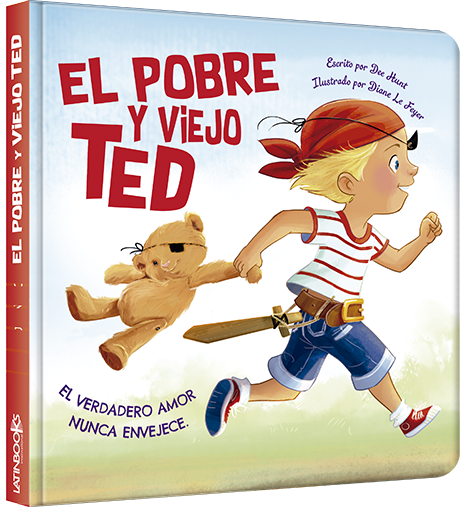 EL POBRE
Y VIEJO
TED
Escrito por Dee Hunt
Ilustrado por Diane Le Feyer
EL VERDADERO AMOR
NUNCA ENVEJECE.
EL POBRE Y VIEJO TED
LATINBOOKS